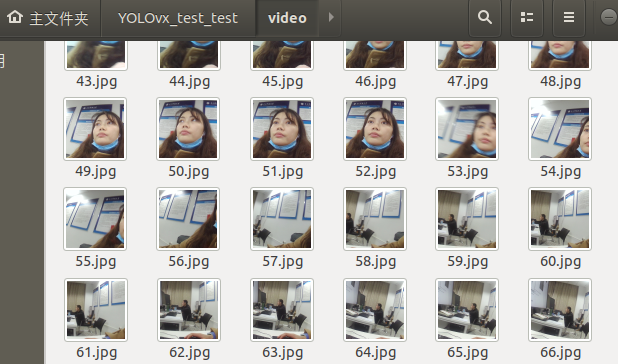 主文件夹 YOLOvx_test_test video
43.jpg 44.jpg 45.jpg 46.jpg 47.jpg 48.jpg
49.jpg 50.jpg 51.jpg 52.jpg 53.jpg 54.jpg
55.jpg 56.jpg 57.jpg 58.jpg 59.jpg 60.jpg
61.jpg 62.jpg 63.jpg 64.jpg 65.jpg 66.jpg